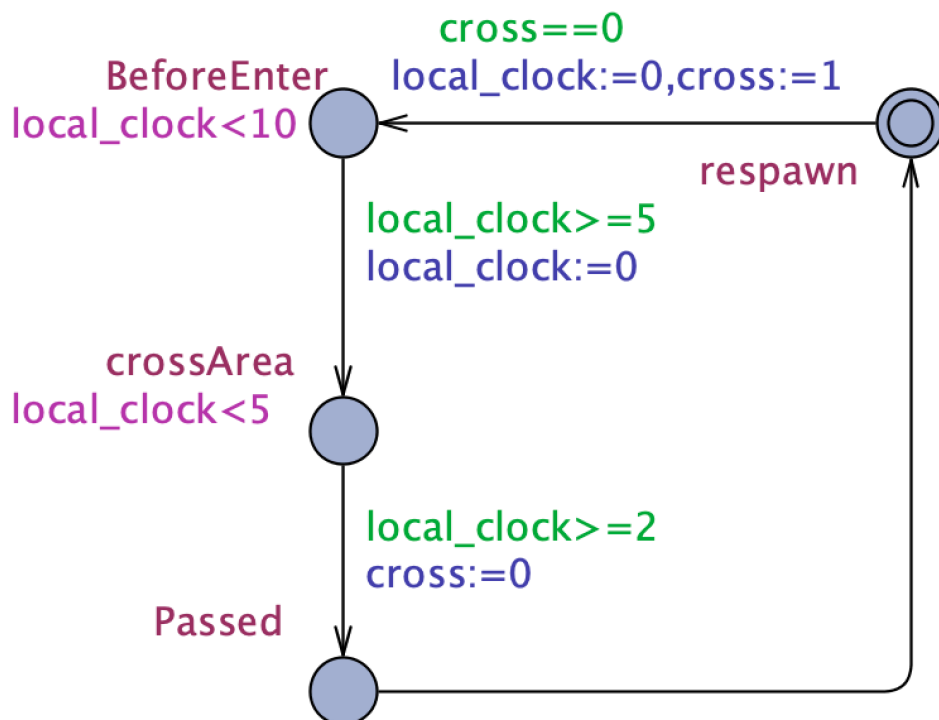 cross==0
BeforeEnter
local_clock:=0,cross:=1
local_clock<10
respawn
local_clock>=5
local_clock:=0
crossArea
local_clock<5
local_clock>=2
cross:=0
Passed